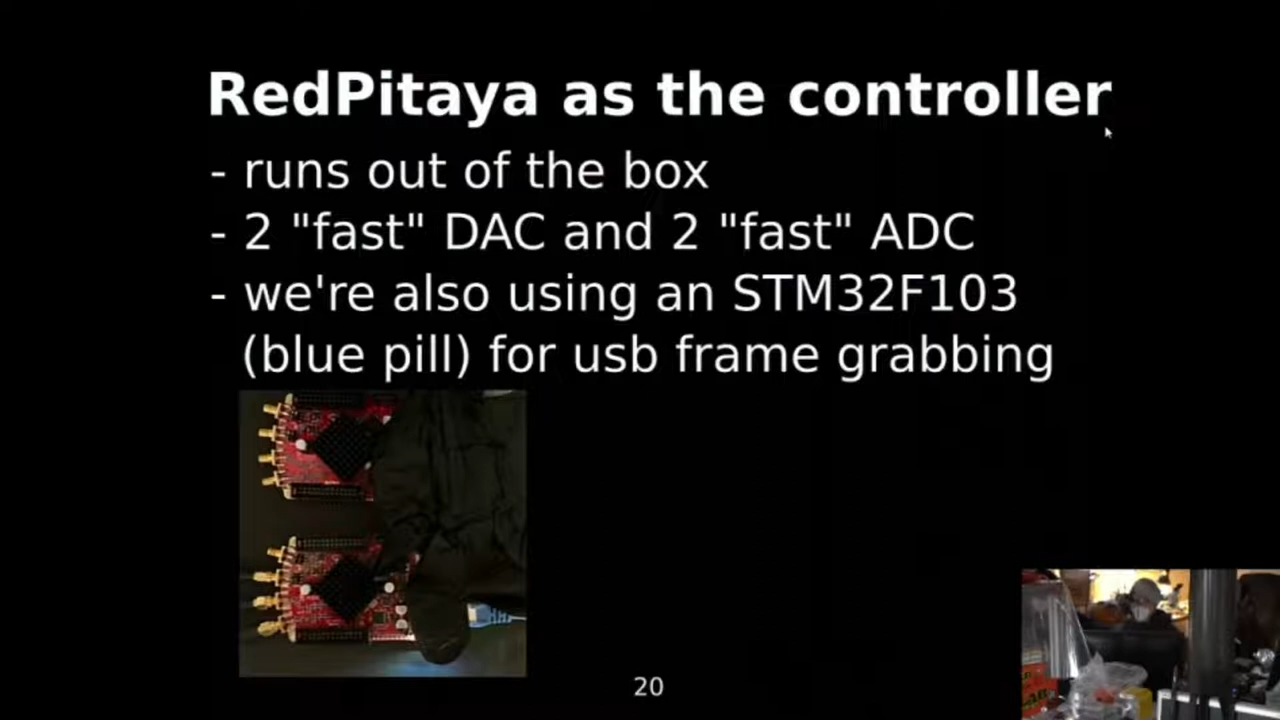 RedPitaya as the controller
- runs out of the box
- 2 "fast" DAC and 2 "fast" ADC
- we're also using an STM32F103
(blue pill) for usb frame grabbing
20